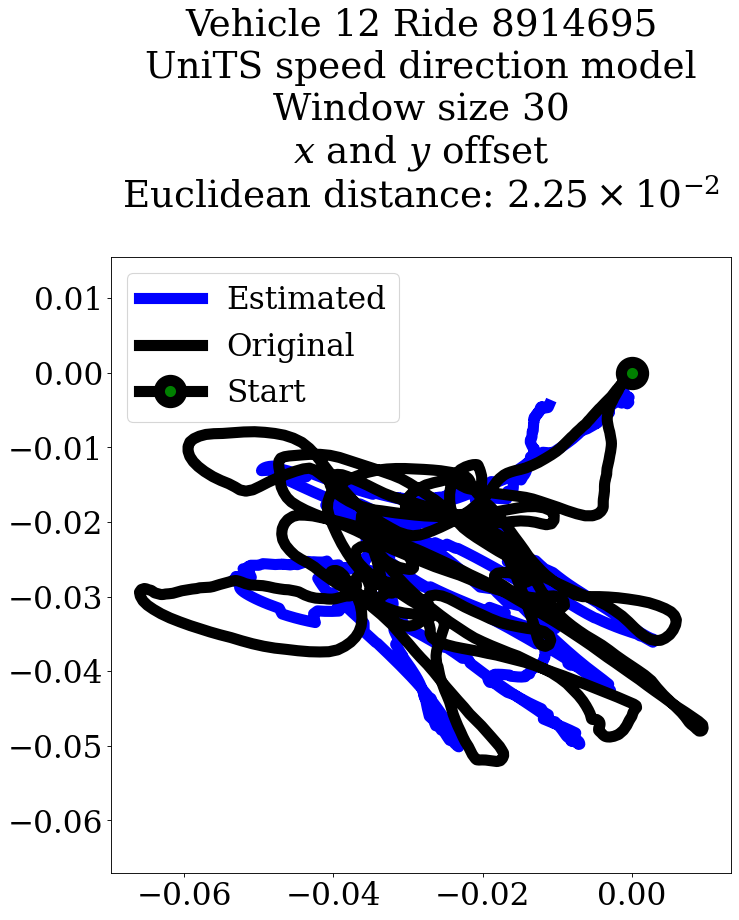 Vehicle 12 Ride 8914695
UniTS speed direction model
Window size 30
x and y offset
Euclidean distance: 2.25 × 10⁻²
Estimated
Original
Start
0.01
0.00
−0.01
−0.02
−0.03
−0.04
−0.05
−0.06
−0.06 −0.04 −0.02 0.00